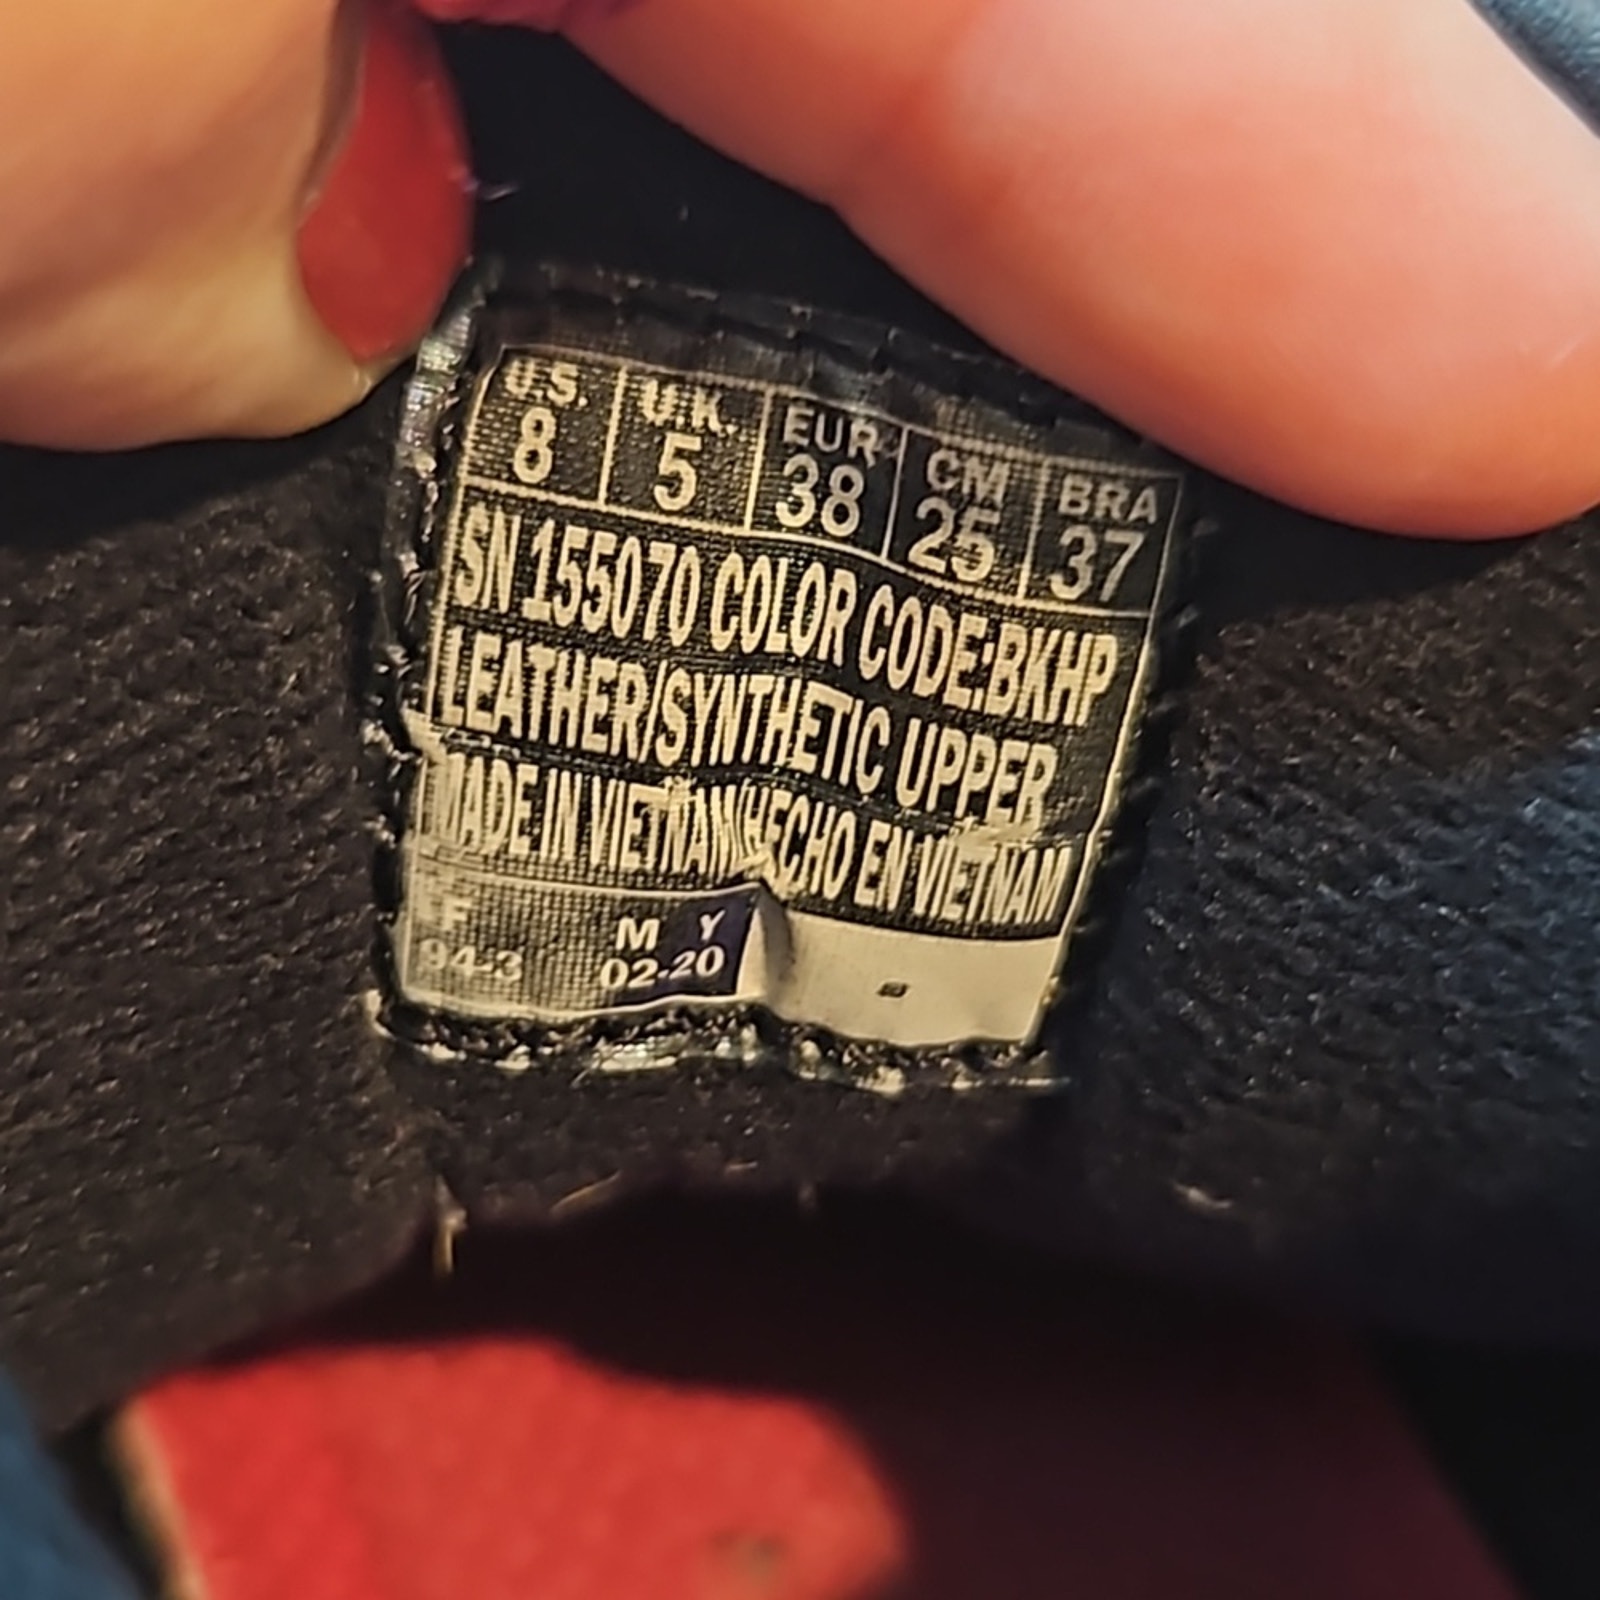 U.S. U.K. EUR CM BRA
8 5 38 25 37
SN 155070 COLOR CODE:BKHP
LEATHER/SYNTHETIC UPPER
MADE IN VIETNAM/HECHO EN VIETNAM
M Y
94-3 02-20